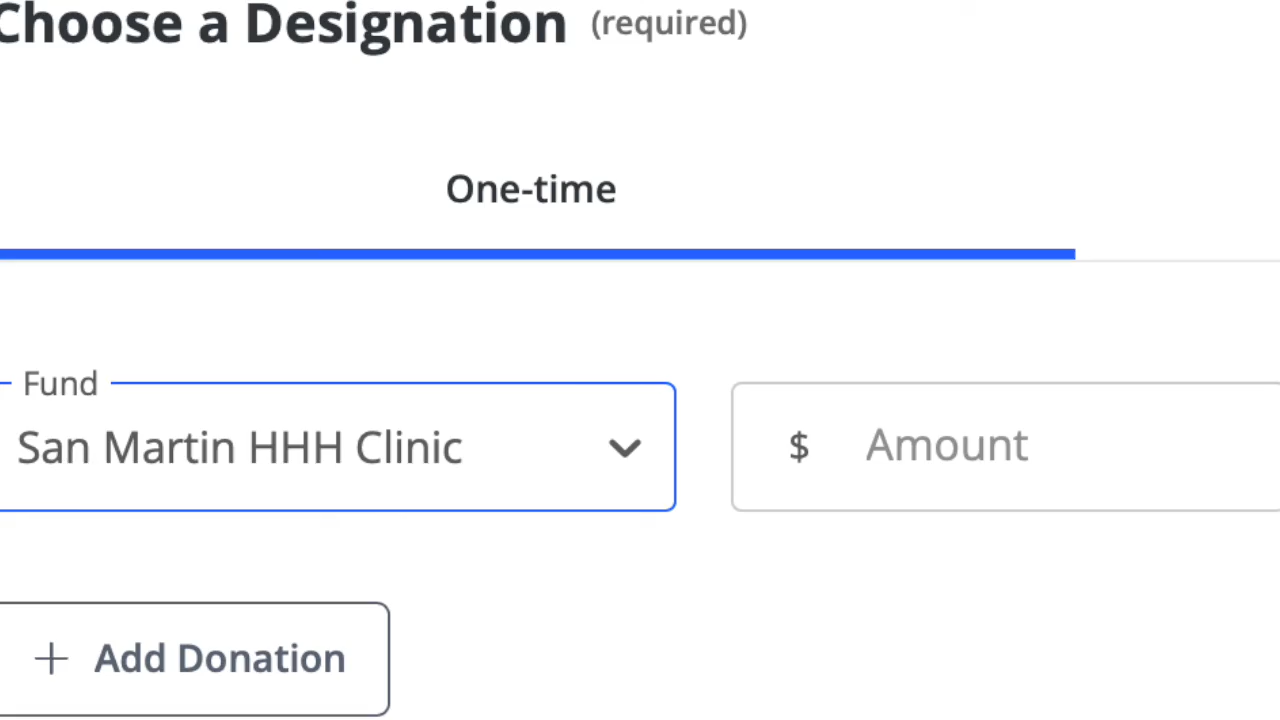 Choose a Designation (required)
One-time
Fund
San Martin HHH Clinic
$ Amount
+ Add Donation